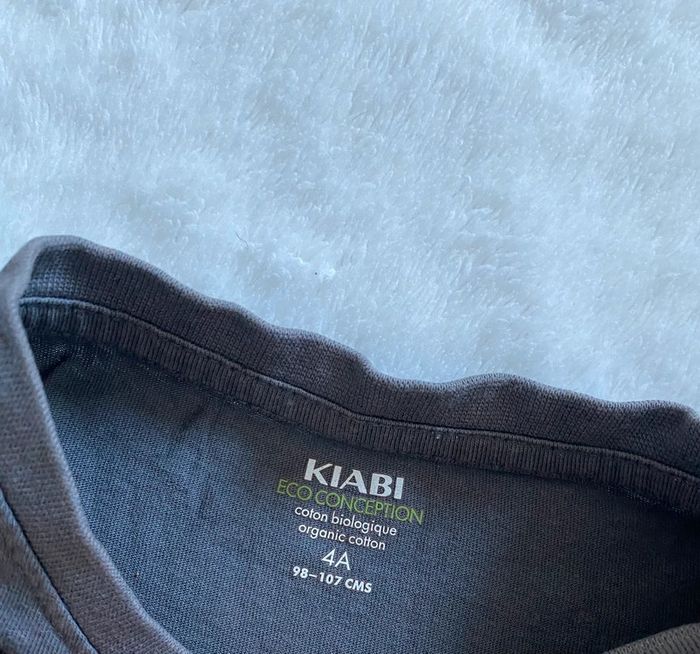 KIABI
ECO CONCEPTION
coton biologique
organic cotton
4A
98–107 CMS